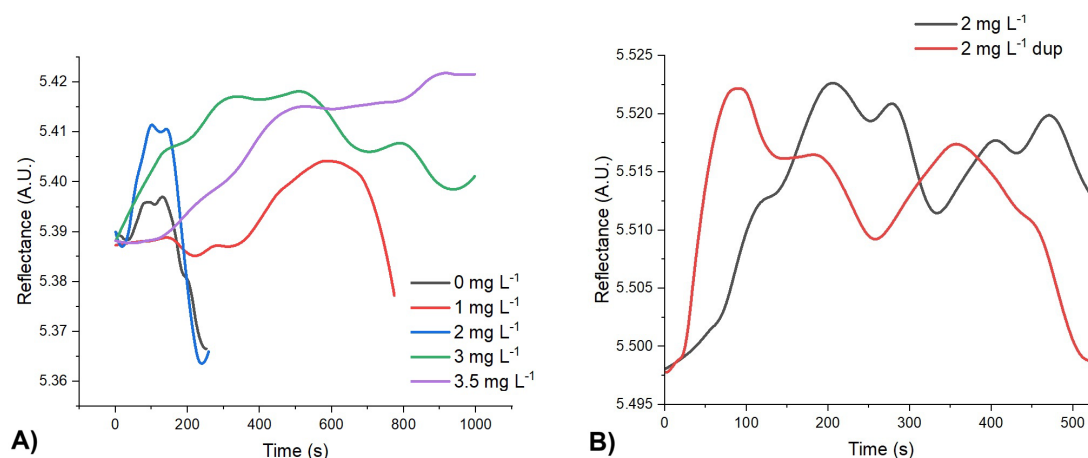 5.42
5.41
5.40
5.39
5.38
5.37
5.36
Reflectance (A.U.)
0 mg L⁻¹
1 mg L⁻¹
2 mg L⁻¹
3 mg L⁻¹
3.5 mg L⁻¹
0 200 400 600 800 1000
Time (s)
A)
2 mg L⁻¹
2 mg L⁻¹ dup
5.525
5.520
5.515
5.510
5.505
5.500
5.495
Reflectance (A.U.)
0 100 200 300 400 500
Time (s)
B)